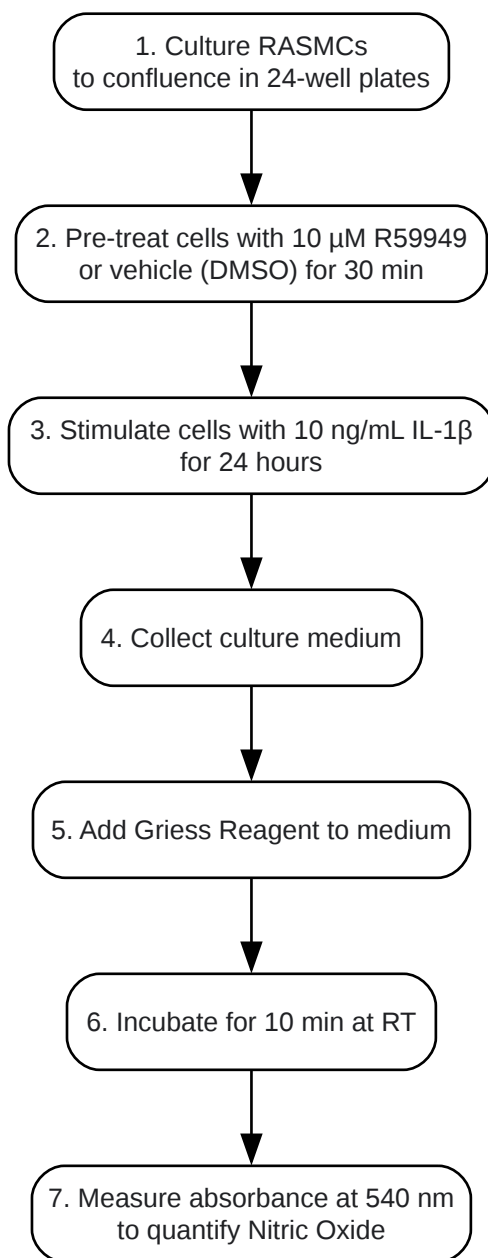 1. Culture RASMCs
to confluence in 24-well plates
2. Pre-treat cells with 10 µM R59949
or vehicle (DMSO) for 30 min
3. Stimulate cells with 10 ng/mL IL-1β
for 24 hours
4. Collect culture medium
5. Add Griess Reagent to medium
6. Incubate for 10 min at RT
7. Measure absorbance at 540 nm
to quantify Nitric Oxide